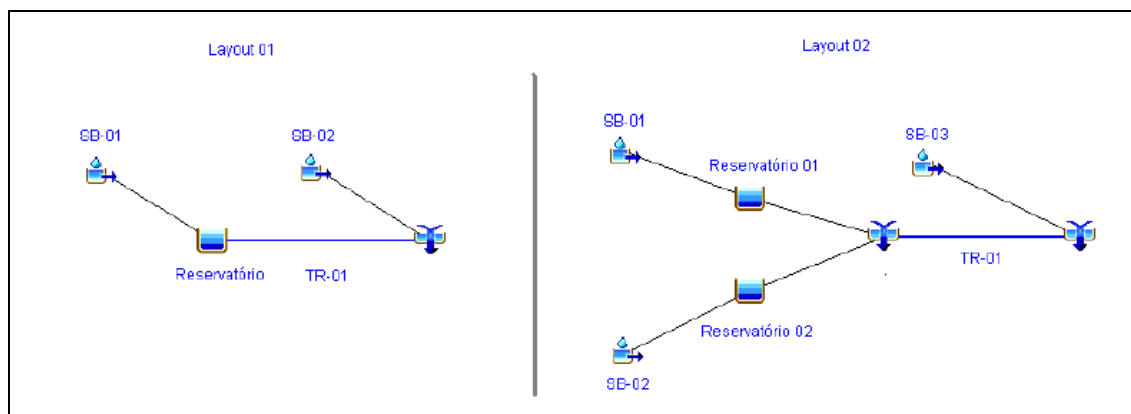 Layout 01
SB-01
SB-02
Reservatório
TR-01
Layout 02
SB-01
Reservatório 01
SB-03
TR-01
Reservatório 02
SB-02